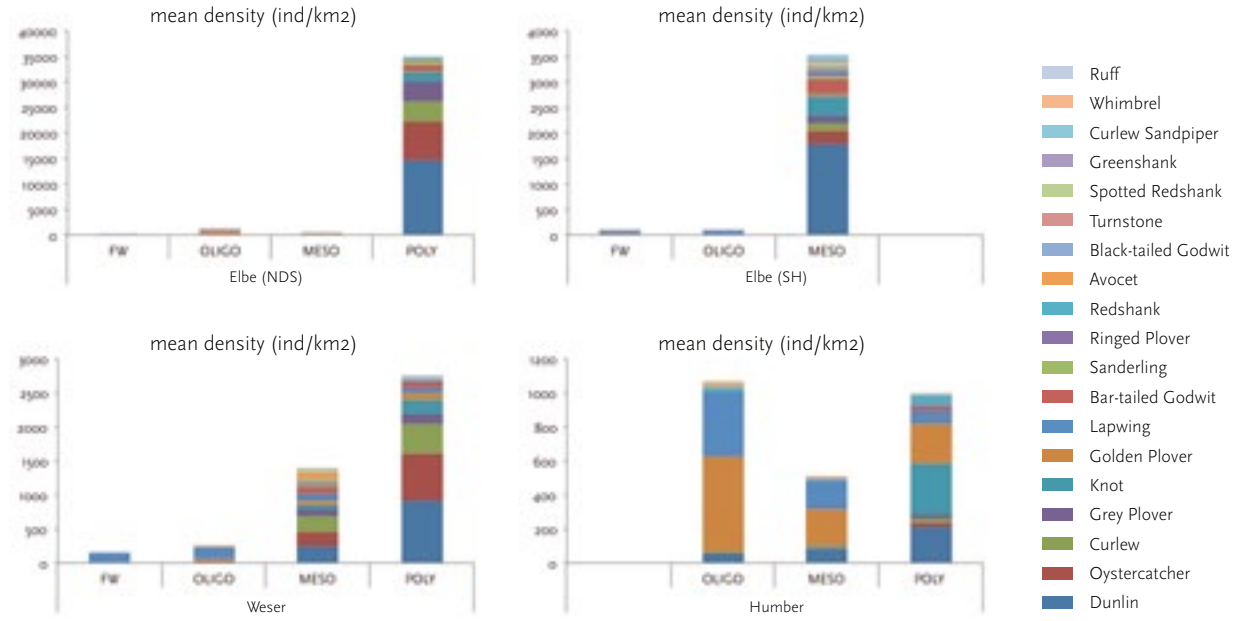 mean density (ind/km2)
40000
35000
30000
25000
20000
15000
10000
5000
0
FW OLIGO MESO POLY
Elbe (NDS)
mean density (ind/km2)
4000
3500
3000
2500
2000
1500
1000
500
0
FW OLIGO MESO
Elbe (SH)
mean density (ind/km2)
3000
2500
2000
1500
1000
500
0
FW OLIGO MESO POLY
Weser
mean density (ind/km2)
1200
1000
800
600
400
200
0
OLIGO MESO POLY
Humber
Ruff
Whimbrel
Curlew Sandpiper
Greenshank
Spotted Redshank
Turnstone
Black-tailed Godwit
Avocet
Redshank
Ringed Plover
Sanderling
Bar-tailed Godwit
Lapwing
Golden Plover
Knot
Grey Plover
Curlew
Oystercatcher
Dunlin